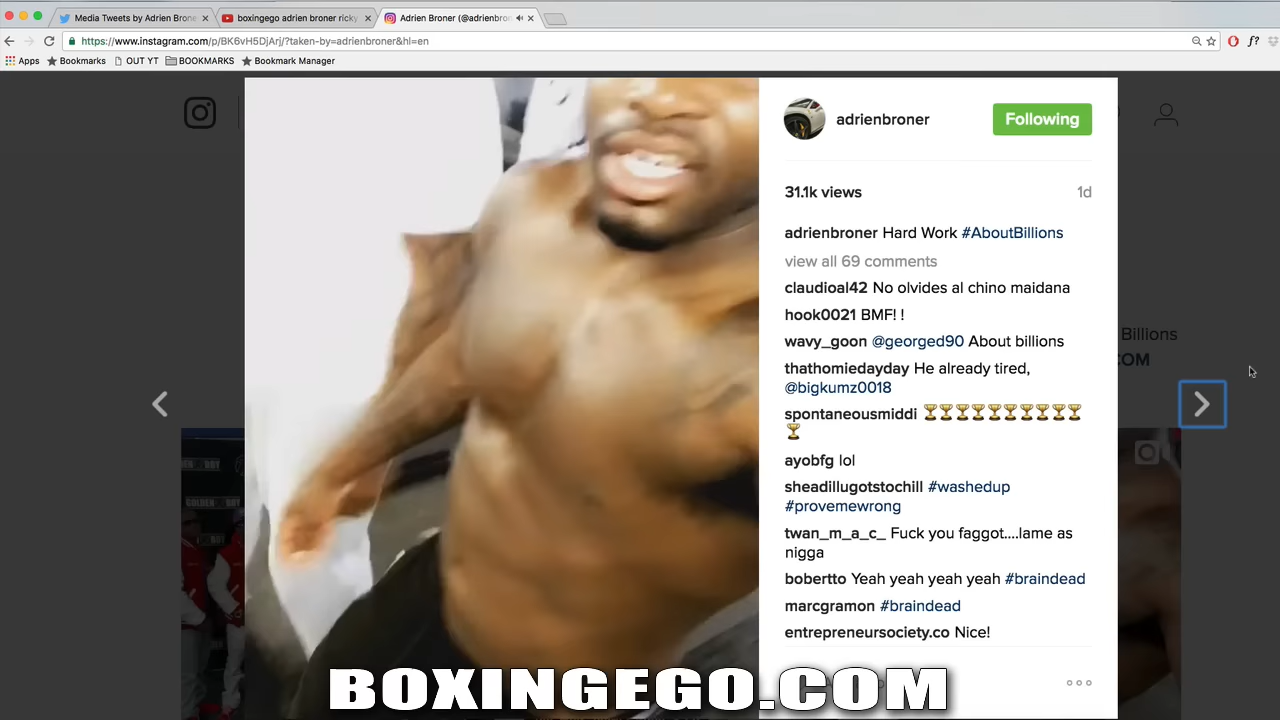 Media Tweets by Adrien Brone
boxingego adrien broner ricky
Adrien Broner (@adrienbron
https://www.instagram.com/p/BK6vH5DjArj/?taken-by=adrienbroner&hl=en
Apps Bookmarks OUT YT BOOKMARKS Bookmark Manager
adrienbroner Following
31.1k views 1d
adrienbroner Hard Work #AboutBillions
view all 69 comments
claudioal42 No olvides al chino maidana
hook0021 BMF! !
wavy_goon @georged90 About billions
thathomiedayday He already tired,
@bigkumz0018
spontaneousmiddi 🏆🏆🏆🏆🏆🏆🏆🏆🏆🏆
🏆
ayobfg lol
sheadillugotstochill #washedup
#provemewrong
twan_m_a_c_ Fuck you faggot....lame as
nigga
bobertto Yeah yeah yeah yeah #braindead
marcgramon #braindead
entrepreneursociety.co Nice!
Billions
COM
BOXINGEGO.COM